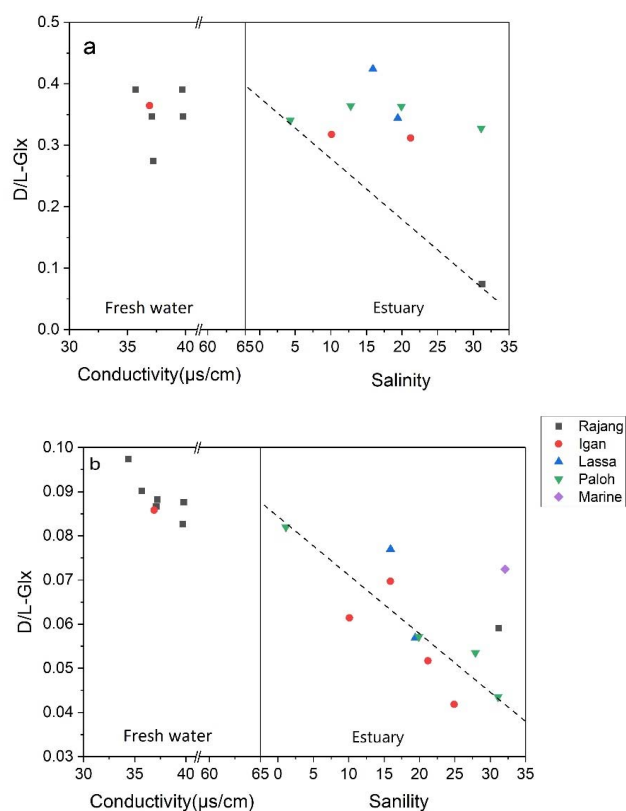 a
D/L-Glx
0.5
0.4
0.3
0.2
0.1
0.0
Fresh water
Estuary
30 35 40 60 65 0 5 10 15 20 25 30 35
Conductivity(μs/cm) Salinity
Rajang
Igan
Lassa
Paloh
Marine
b
D/L-Glx
0.10
0.09
0.08
0.07
0.06
0.05
0.04
0.03
Fresh water
Estuary
30 35 40 60 65 0 5 10 15 20 25 30 35
Conductivity(μs/cm) Sanility